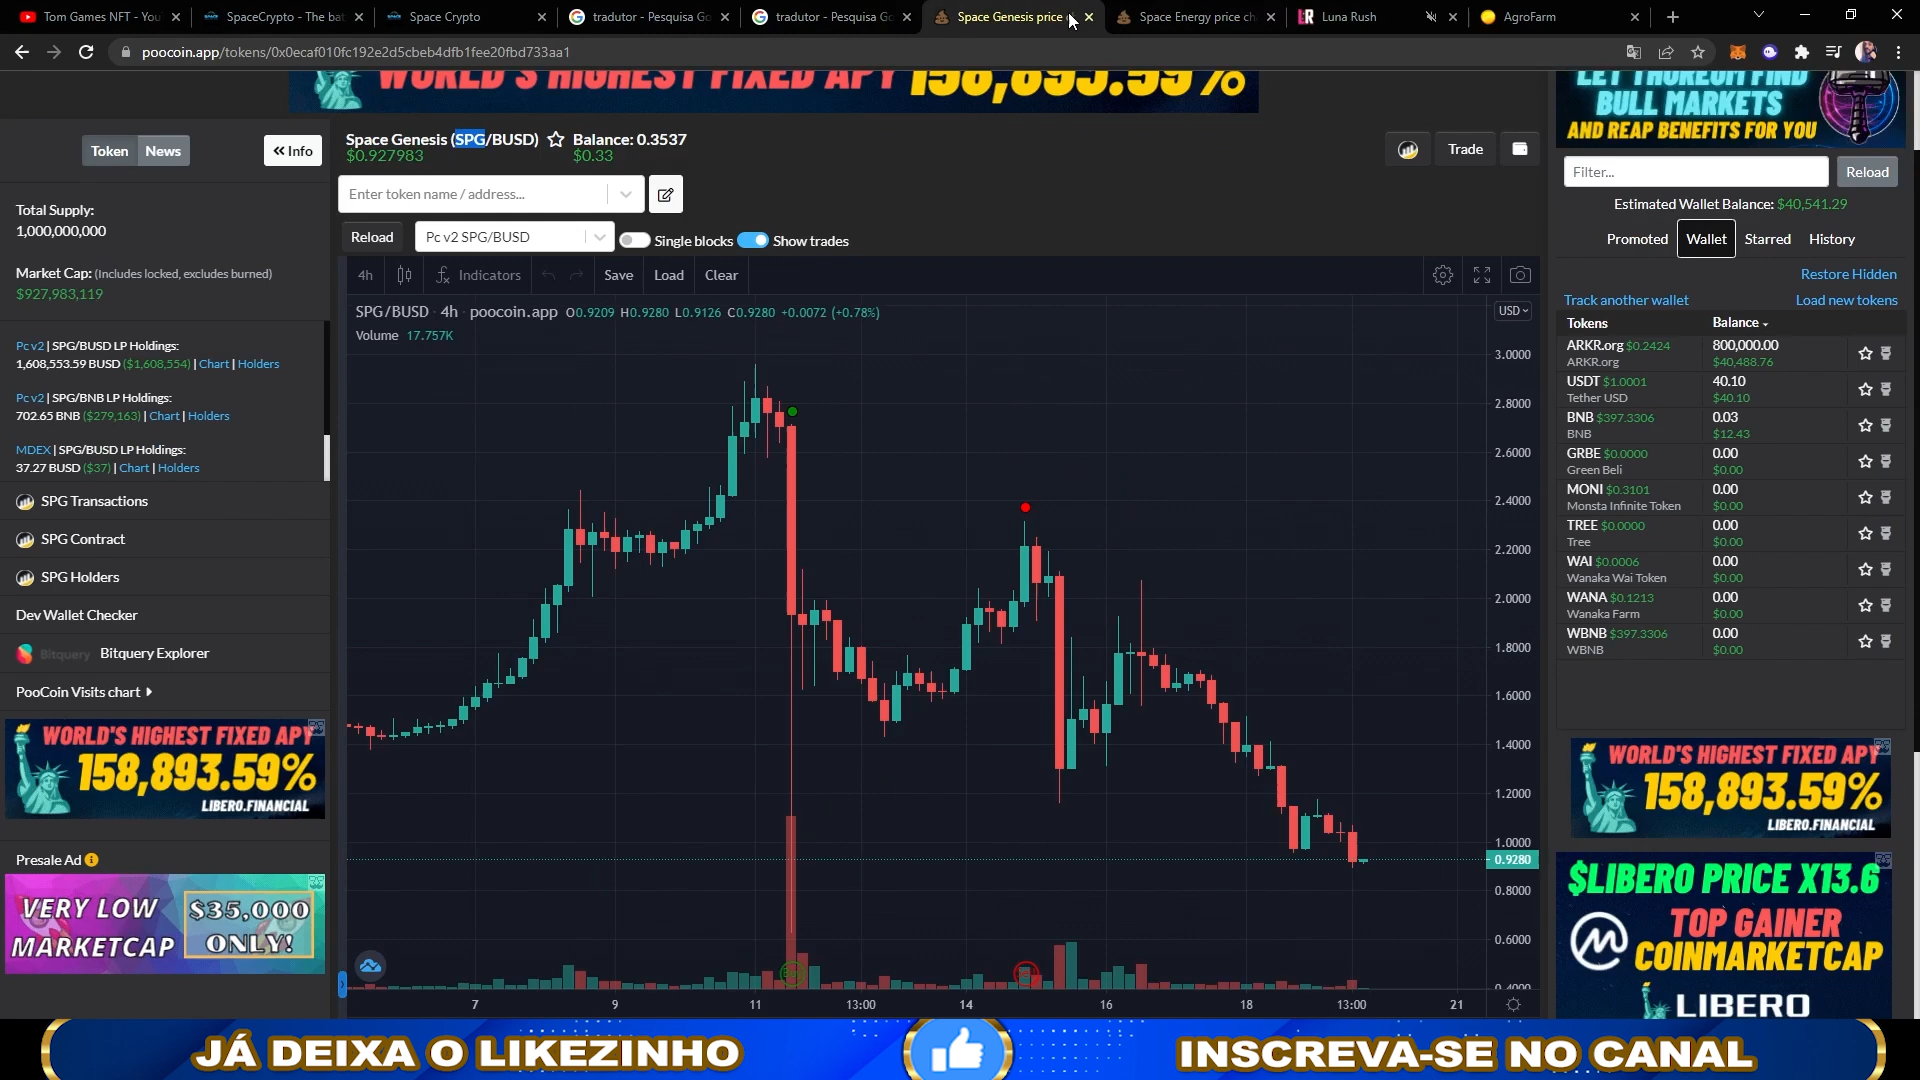 Tom Games NFT - You
SpaceCrypto - The bat
Space Crypto
tradutor - Pesquisa Go
tradutor - Pesquisa Go
Space Genesis price
Space Energy price ch
Luna Rush
AgroFarm
poocoin.app/tokens/0x0ecaf010fc192e2d5cbeb4dfb1fee20fbd733aa1
WORLD'S HIGHEST FIXED APY 158,893.59%
LET THOREUM FIND
BULL MARKETS
AND REAP BENEFITS FOR YOU
Token
News
« Info
Space Genesis (SPG/BUSD)
Balance: 0.3537
$0.927983
$0.33
Trade
Enter token name / address...
Reload
Pc v2 SPG/BUSD
Single blocks
Show trades
4h
Indicators
Save
Load
Clear
SPG/BUSD · 4h · poocoin.app O0.9209 H0.9280 L0.9126 C0.9280 +0.0072 (+0.78%)
Volume 17.757K
USD
3.0000
2.8000
2.6000
2.4000
2.2000
2.0000
1.8000
1.6000
1.4000
1.2000
1.0000
0.9280
0.8000
0.6000
0.4000
7
9
11
13:00
14
16
18
13:00
21
Total Supply:
1,000,000,000
Market Cap: (Includes locked, excludes burned)
$927,983,119
Pc v2 | SPG/BUSD LP Holdings:
1,608,553.59 BUSD ($1,608,554) | Chart | Holders
Pc v2 | SPG/BNB LP Holdings:
702.65 BNB ($279,163) | Chart | Holders
MDEX | SPG/BUSD LP Holdings:
37.27 BUSD ($37) | Chart | Holders
SPG Transactions
SPG Contract
SPG Holders
Dev Wallet Checker
Bitquery Bitquery Explorer
PooCoin Visits chart
WORLD'S HIGHEST FIXED APY
158,893.59%
LIBERO.FINANCIAL
Presale Ad
VERY LOW
MARKETCAP
$35,000
ONLY!
Filter...
Reload
Estimated Wallet Balance: $40,541.29
Promoted
Wallet
Starred
History
Restore Hidden
Track another wallet
Load new tokens
Tokens
Balance
ARKR.org $0.2424 800,000.00
ARKR.org $40,488.76
USDT $1.0001 40.10
Tether USD $40.10
BNB $397.3306 0.03
BNB $12.43
GRBE $0.0000 0.00
Green Beli $0.00
MONI $0.3101 0.00
Monsta Infinite Token $0.00
TREE $0.0000 0.00
Tree $0.00
WAI $0.0006 0.00
Wanaka Wai Token $0.00
WANA $0.1213 0.00
Wanaka Farm $0.00
WBNB $397.3306 0.00
WBNB $0.00
WORLD'S HIGHEST FIXED APY
158,893.59%
LIBERO.FINANCIAL
$LIBERO PRICE X13.6
TOP GAINER
COINMARKETCAP
LIBERO
JÁ DEIXA O LIKEZINHO
INSCREVA-SE NO CANAL